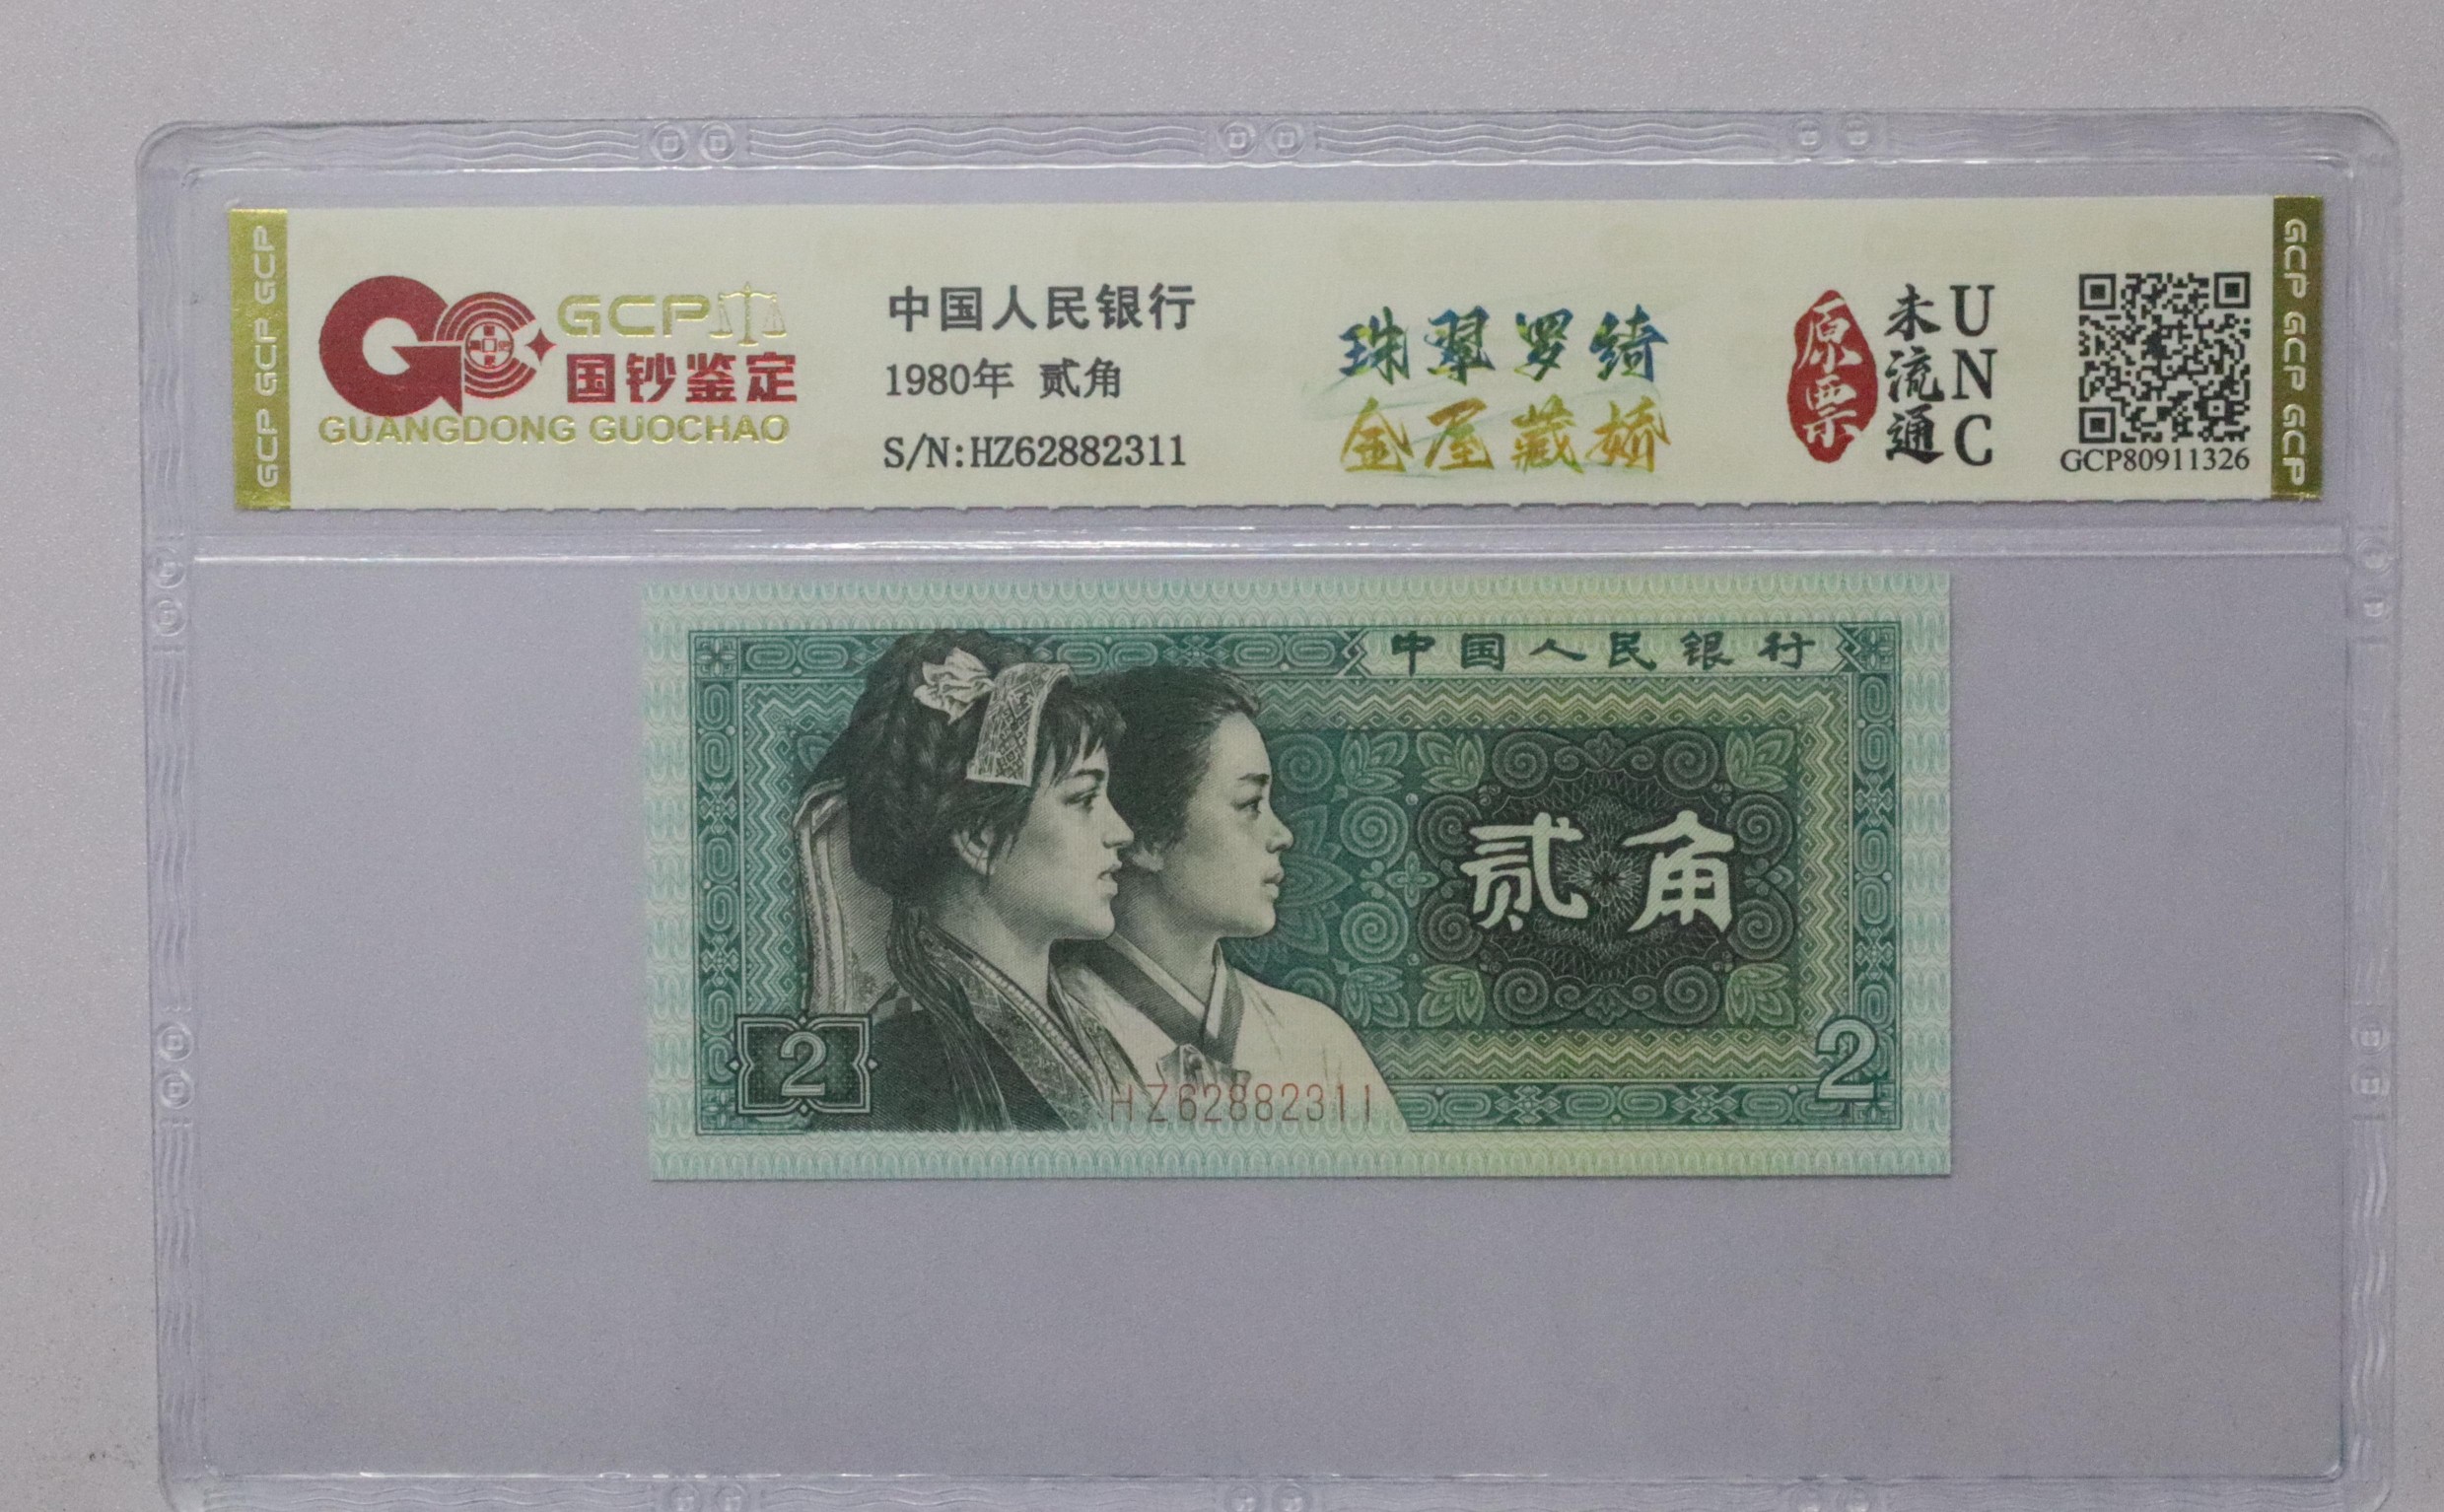 GCP GCP GCP
GCP
国钞鉴定
GUANGDONG GUOCHAO
中国人民银行
1980年 贰角
S/N:HZ62882311
珠翠罗绮
金屋藏娇
原票
未流通
UNC
GCP80911326
GCP GCP GCP
中国人民银行
贰角
2
HZ62882311
2